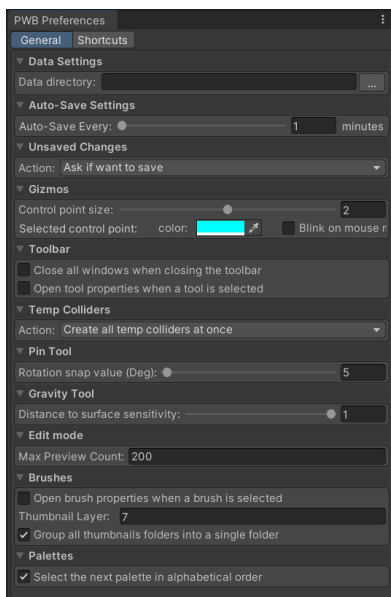 PWB Preferences
General Shortcuts
Data Settings
Data directory: ...
Auto-Save Settings
Auto-Save Every: 1 minutes
Unsaved Changes
Action: Ask if want to save
Gizmos
Control point size: 2
Selected control point: color: Blink on mouse
Toolbar
Close all windows when closing the toolbar
Open tool properties when a tool is selected
Temp Colliders
Action: Create all temp colliders at once
Pin Tool
Rotation snap value (Deg): 5
Gravity Tool
Distance to surface sensitivity: 1
Edit mode
Max Preview Count: 200
Brushes
Open brush properties when a brush is selected
Thumbnail Layer: 7
Group all thumbnails folders into a single folder
Palettes
Select the next palette in alphabetical order